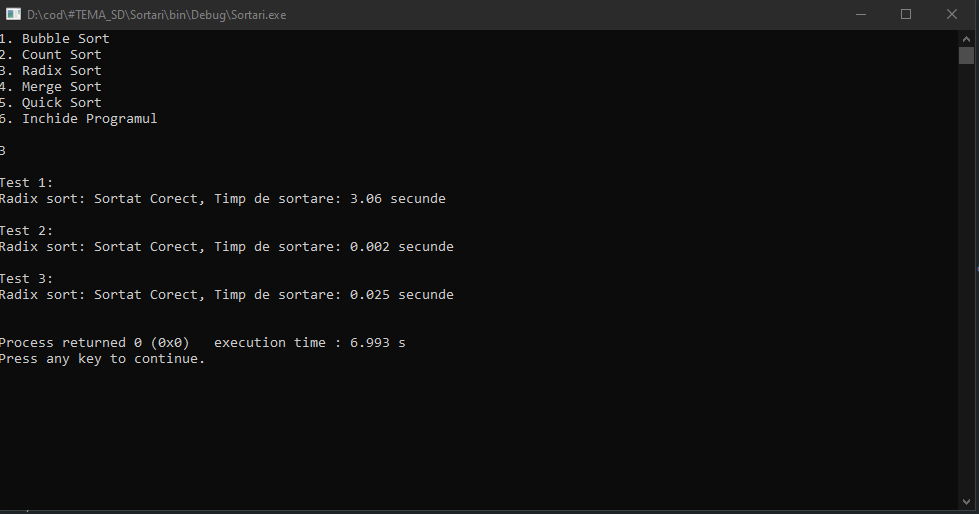 D:\cod\#TEMA_SD\Sortari\bin\Debug\Sortari.exe
1. Bubble Sort
2. Count Sort
3. Radix Sort
4. Merge Sort
5. Quick Sort
6. Inchide Programul
3
Test 1:
Radix sort: Sortat Corect, Timp de sortare: 3.06 secunde
Test 2:
Radix sort: Sortat Corect, Timp de sortare: 0.002 secunde
Test 3:
Radix sort: Sortat Corect, Timp de sortare: 0.025 secunde
Process returned 0 (0x0)   execution time : 6.993 s
Press any key to continue.